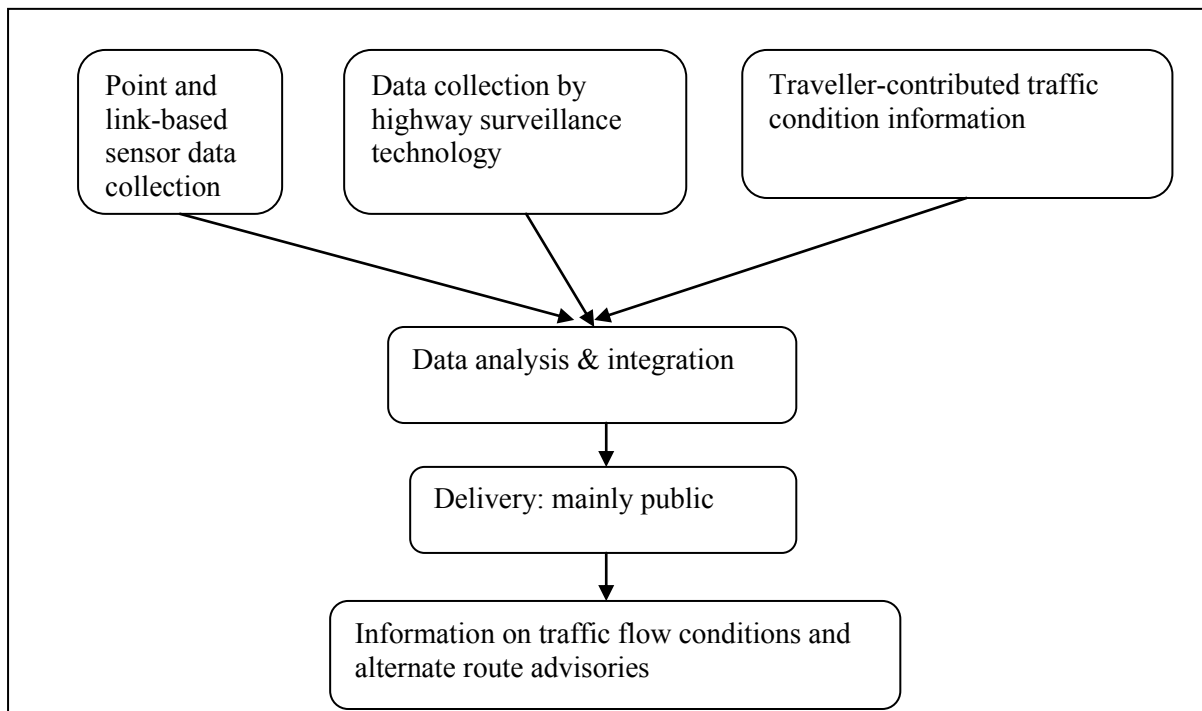 Point and
link-based
sensor data
collection
Data collection by
highway surveillance
technology
Traveller-contributed traffic
condition information
Data analysis & integration
Delivery: mainly public
Information on traffic flow conditions and
alternate route advisories